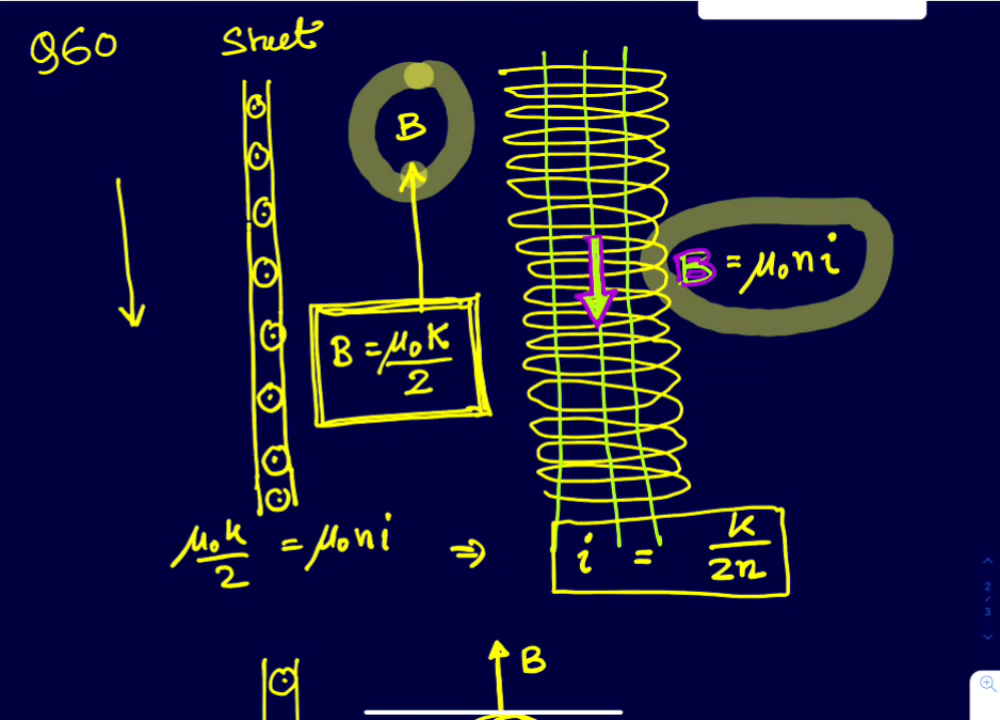 Q60
Sheet
B
B = μ₀K/2
B = μ₀ni
μ₀k/2 = μ₀ni ⇒ i = k/2n
B
2
3